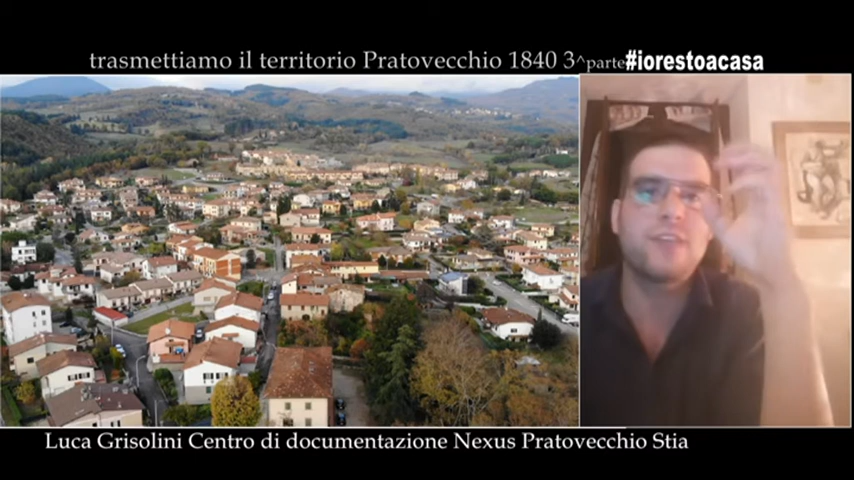 trasmettiamo il territorio Pratovecchio 1840 3^parte#iorestoacasa
Luca Grisolini Centro di documentazione Nexus Pratovecchio Stia